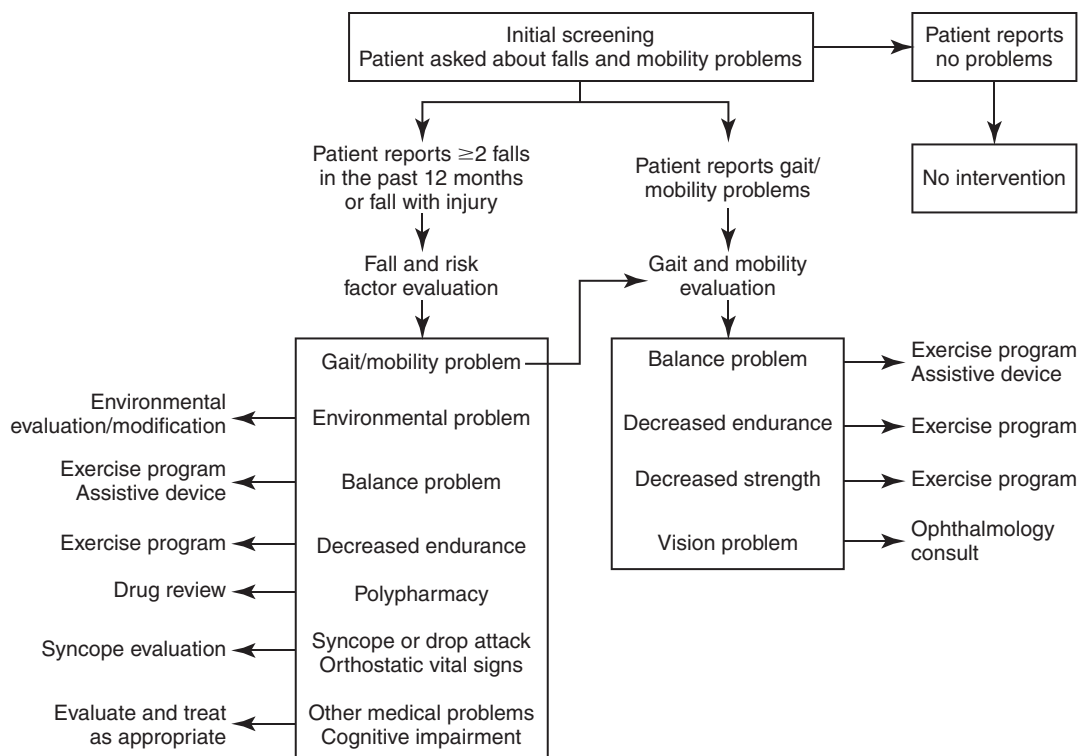 Initial screening
Patient asked about falls and mobility problems
Patient reports
no problems
No intervention
Patient reports ≥2 falls
in the past 12 months
or fall with injury
Patient reports gait/
mobility problems
Fall and risk
factor evaluation
Gait and mobility
evaluation
Gait/mobility problem
Environmental
evaluation/modification
Environmental problem
Exercise program
Assistive device
Balance problem
Exercise program
Decreased endurance
Drug review
Polypharmacy
Syncope evaluation
Syncope or drop attack
Orthostatic vital signs
Evaluate and treat
as appropriate
Other medical problems
Cognitive impairment
Balance problem
Exercise program
Assistive device
Decreased endurance
Exercise program
Decreased strength
Exercise program
Vision problem
Ophthalmology
consult